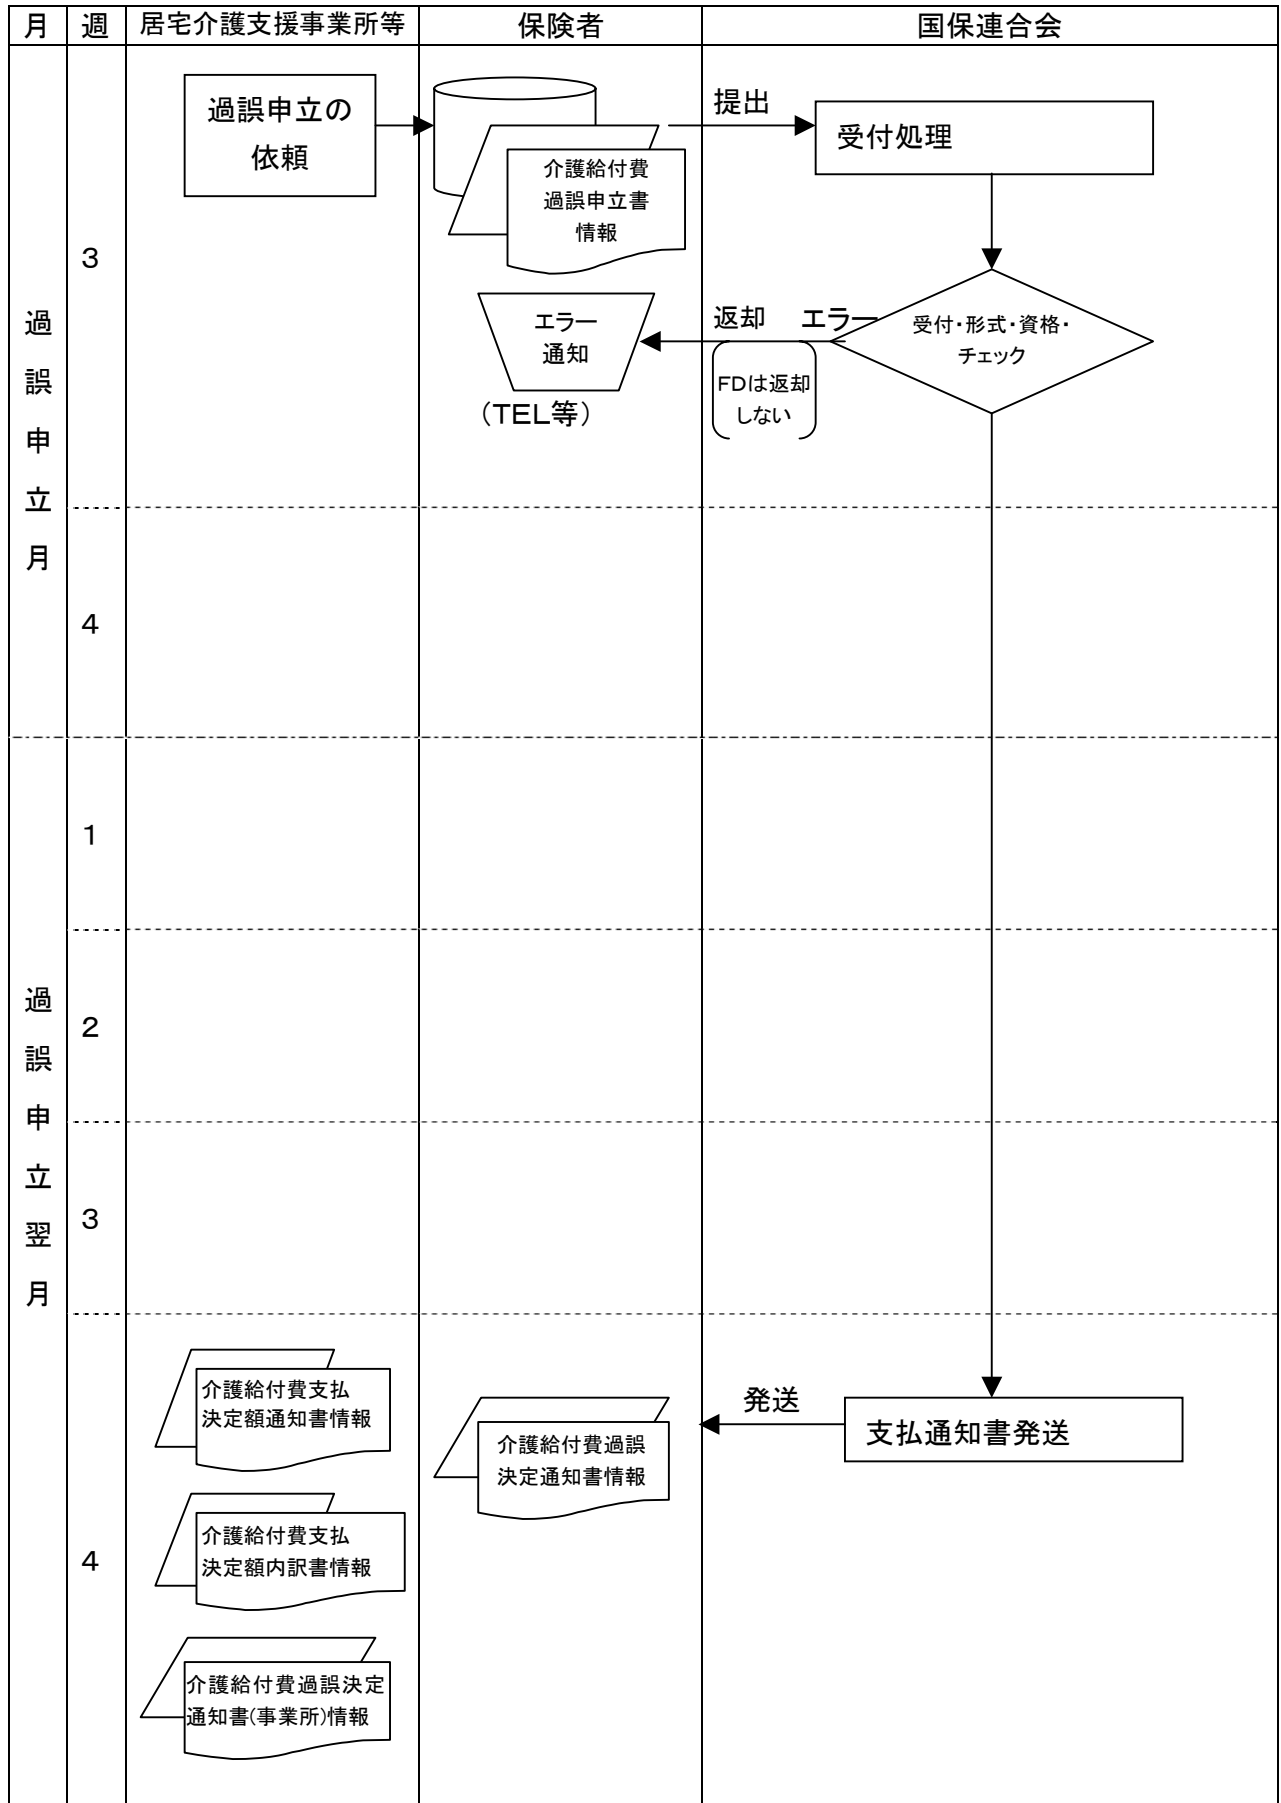 月 週 居宅介護支援事業所等 保険者 国保連合会
過誤申立月
3
過誤申立の
依頼
介護給付費
過誤申立書
情報
提出
受付処理
エラー
通知
(TEL等)
返却 エラー
FDは返却
しない
受付・形式・資格・
チェック
4
過誤申立翌月
1
2
3
4
介護給付費支払
決定額通知書情報
介護給付費支払
決定額内訳書情報
介護給付費過誤決定
通知書(事業所)情報
介護給付費過誤
決定通知書情報
発送
支払通知書発送